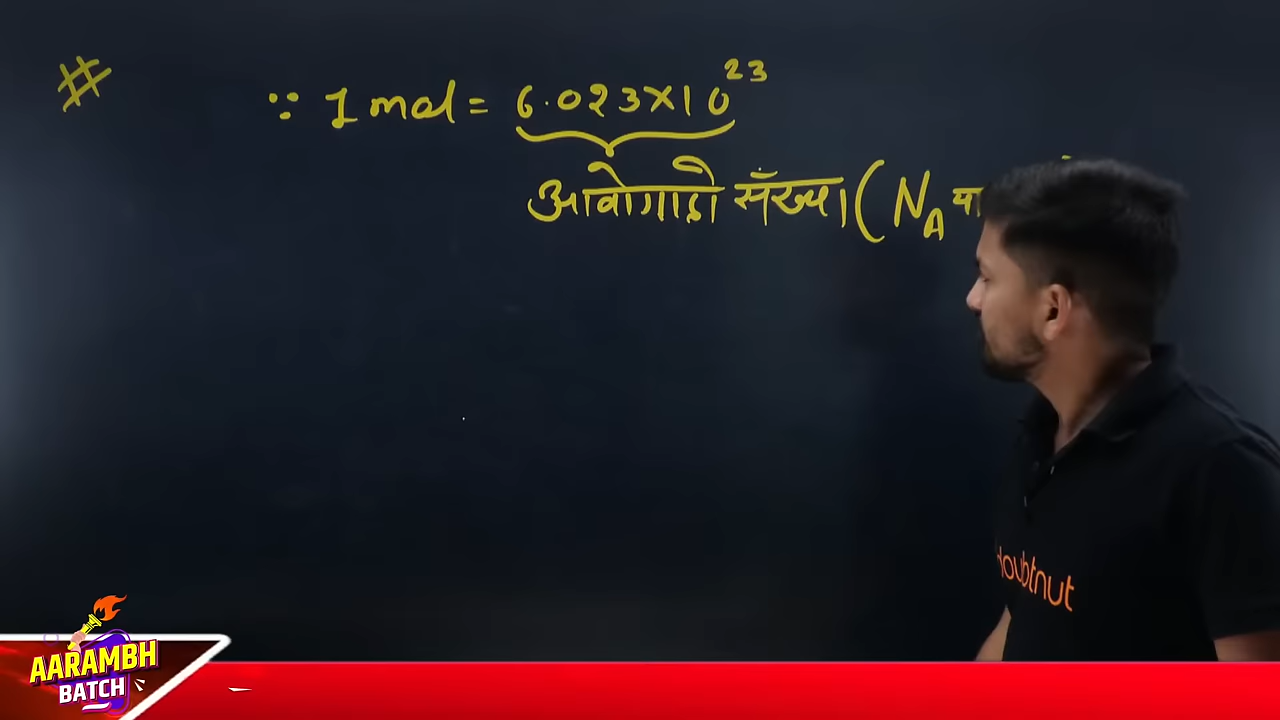 # ∵ 1 mol = 6.023×10²³
आवोगाद्रो सँख्या ( N_A या
doubtnut
AARAMBH
BATCH